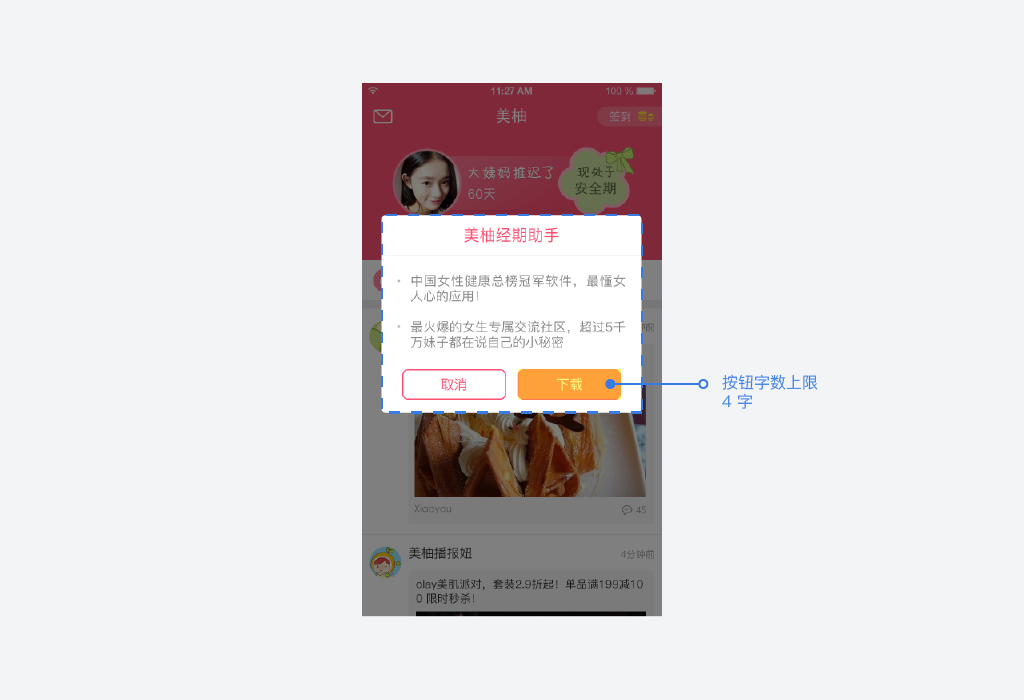 11:27 AM
100 %
美柚
签到
大姨妈推迟了
60天
现处于
安全期
美柚经期助手
中国女性健康总榜冠军软件，最懂女
人心的应用！
最火爆的女生专属交流社区，超过5千
万妹子都在说自己的小秘密
取消
下载
按钮字数上限
4 字
Xiaoyou
45
美柚播报妞
4分钟前
olay美肌派对，套装2.9折起！单品满199减10
0 限时秒杀！